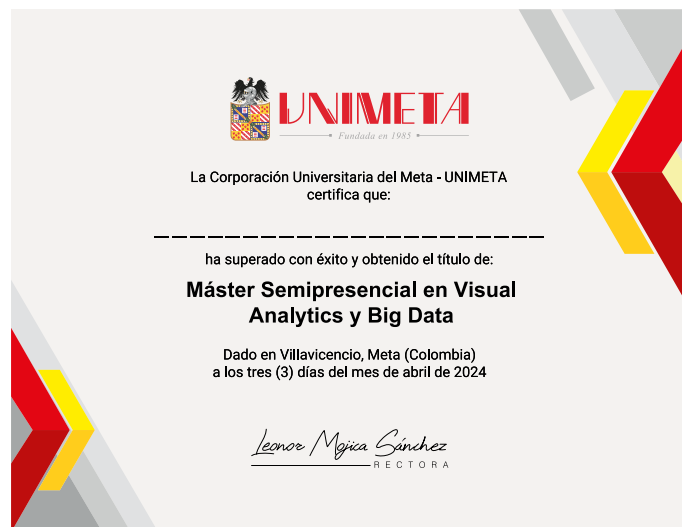 UNIMETA
Fundada en 1985
La Corporación Universitaria del Meta - UNIMETA
certifica que:
ha superado con éxito y obtenido el título de:
Máster Semipresencial en Visual
Analytics y Big Data
Dado en Villavicencio, Meta (Colombia)
a los tres (3) días del mes de abril de 2024
Leonor Mojica Sánchez
RECTORA